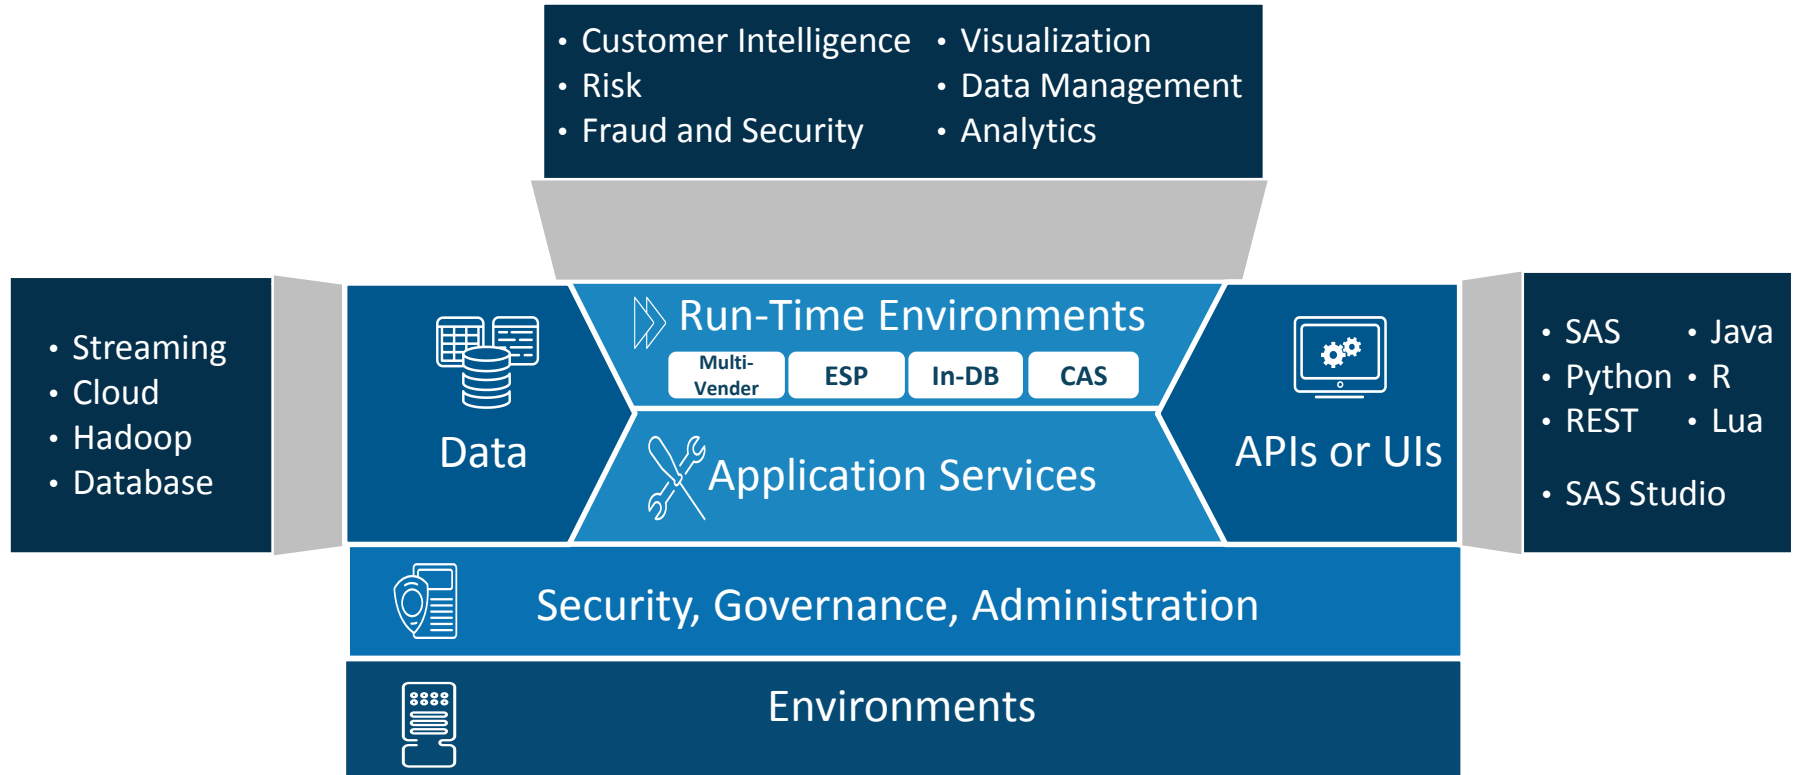 • Customer Intelligence
• Risk
• Fraud and Security
• Visualization
• Data Management
• Analytics
• Streaming
• Cloud
• Hadoop
• Database
Data
Run-Time Environments
Multi-
Vender
ESP
In-DB
CAS
Application Services
APIs or UIs
• SAS
• Python
• REST
• Java
• R
• Lua
• SAS Studio
Security, Governance, Administration
Environments